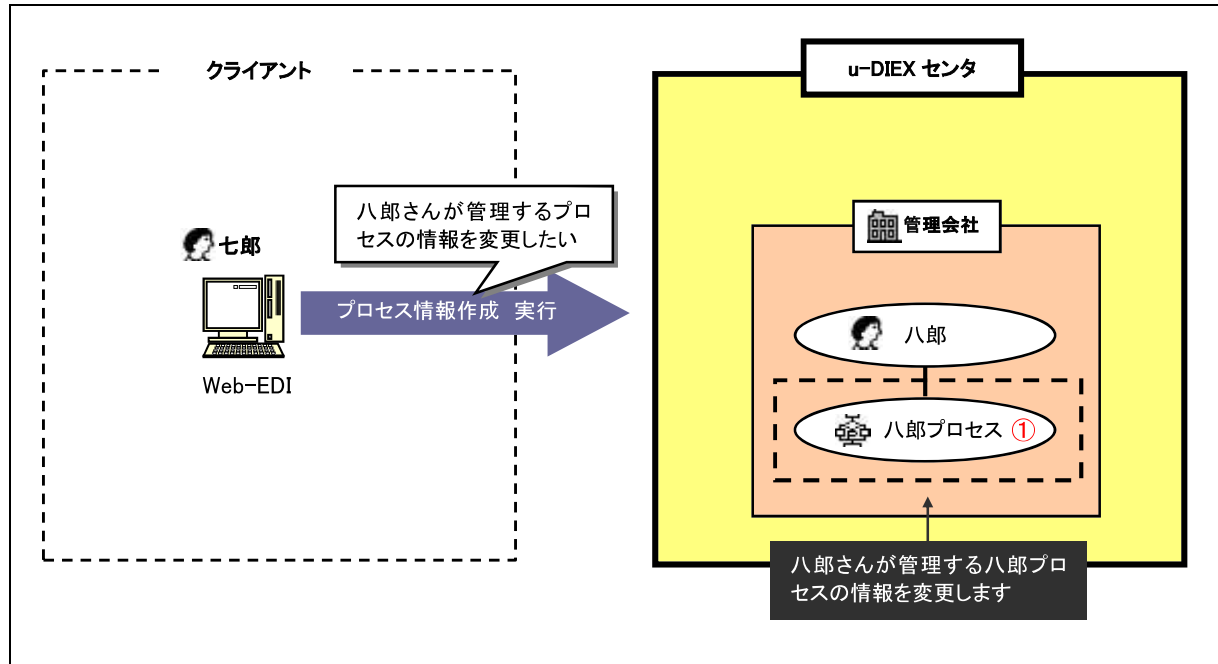 クライアント
u-DIEX センタ
八郎さんが管理するプロ
セスの情報を変更したい
管理会社
七郎
プロセス情報作成 実行
八郎
Web-EDI
八郎プロセス ①
八郎さんが管理する八郎プロ
セスの情報を変更します